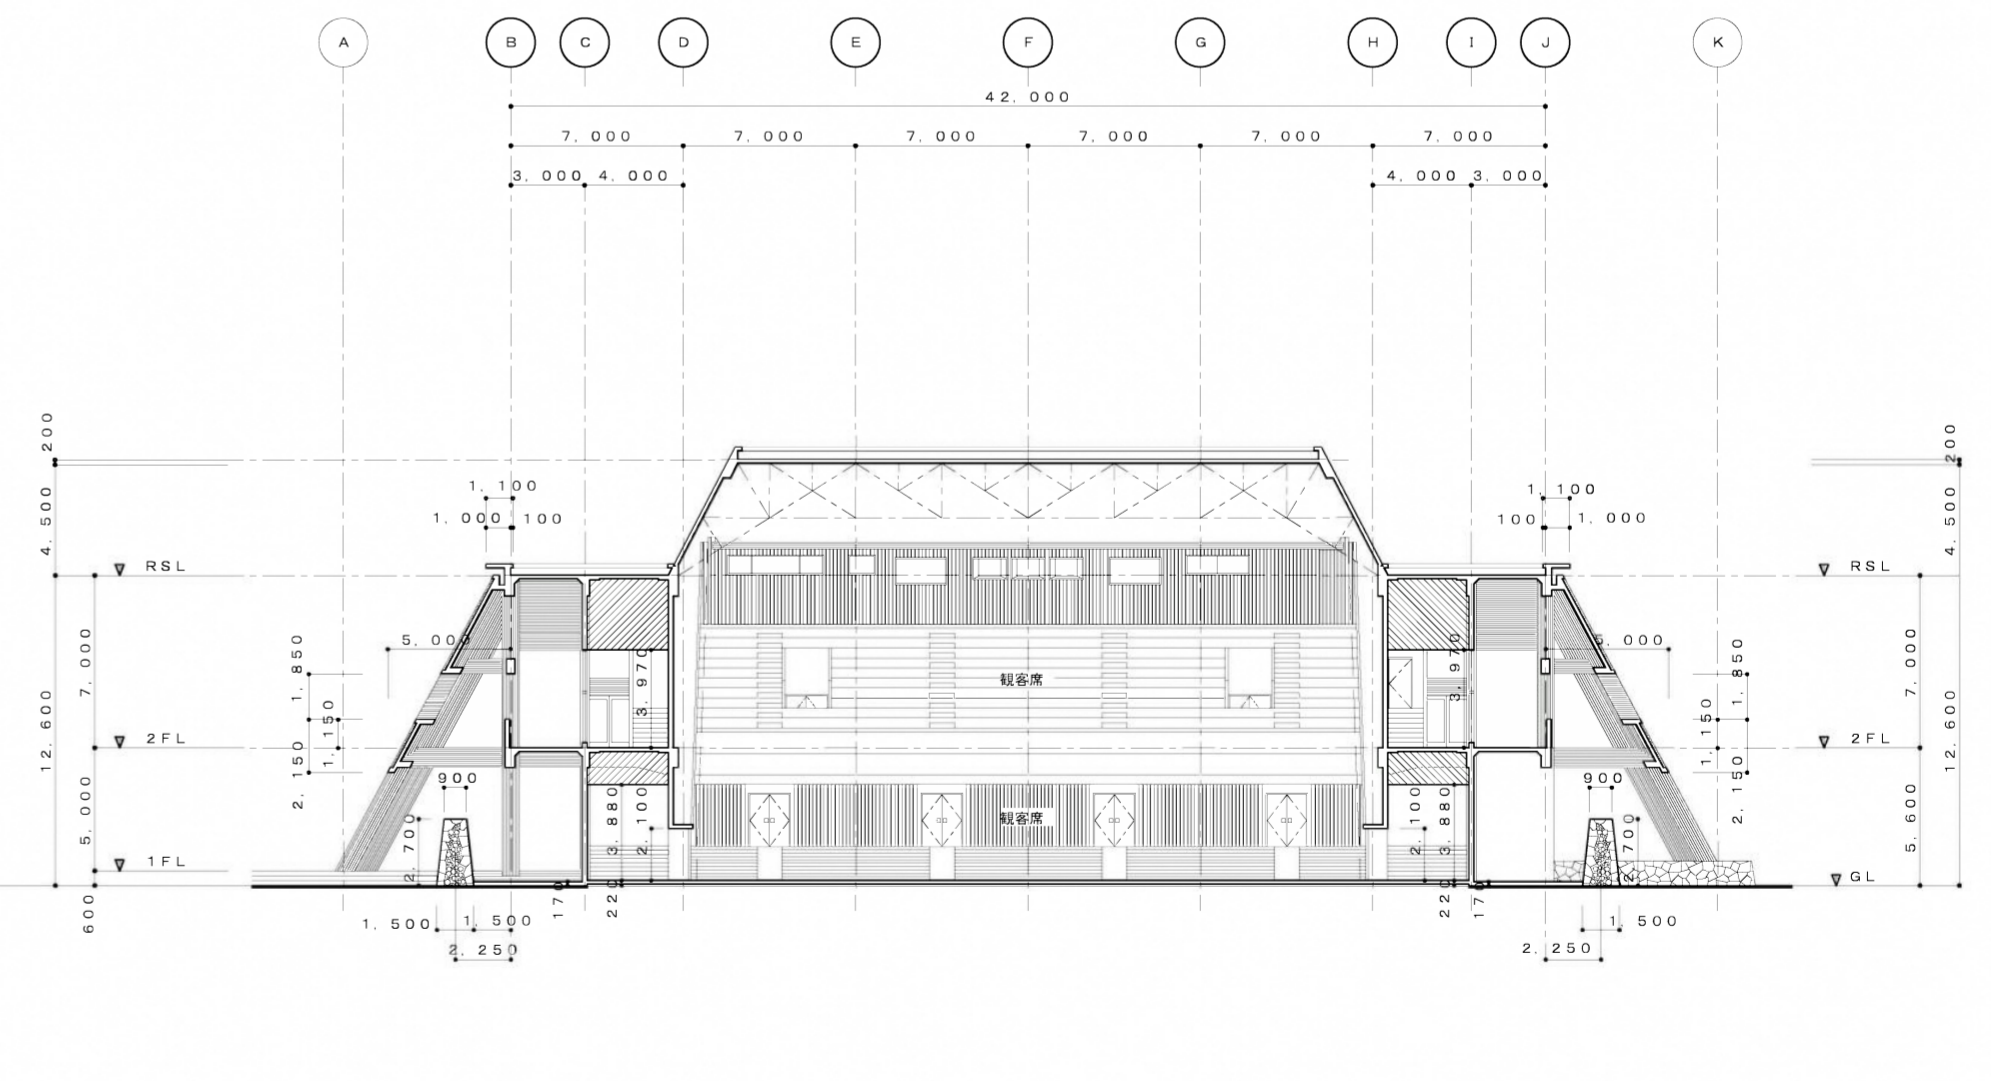 A B C D E F G H I J K
42,000
7,000 7,000 7,000 7,000 7,000 7,000
3,000 4,000 4,000 3,000
200 200
4,500 4,500
1,100 1,100
1,000 100 100 1,000
RSL RSL
12,600 7,000 7,000 12,600
5,000 5,000
1,850 1,850
3,970 3,970
観客席
1,150 1,150
2FL 2FL
2,150 2,150
900 900
5,000 5,600
3,880 2,100 2,100 3,880
観客席
2,700 2,700
1FL GL
600
170 220 220 17
1,500 1,500 1,500
2,250 2,250